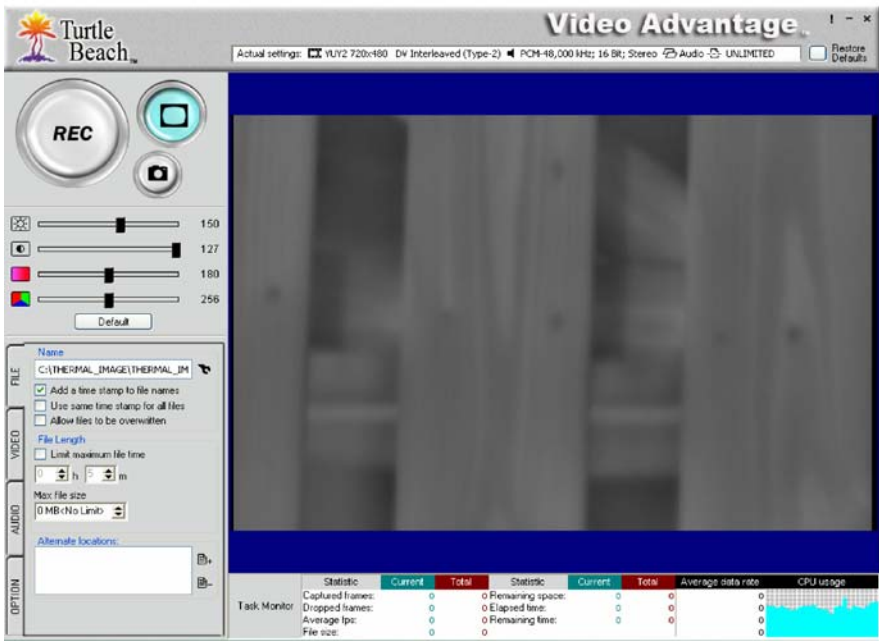 Turtle Beach™
Video Advantage™
! - x
Actual settings: YUY2 720x480 DV Interleaved (Type-2) PCM-48,000 kHz; 16 Bit; Stereo Audio UNLIMITED
Restore Defaults
REC
150
127
180
256
Default
FILE
VIDEO
AUDIO
OPTION
Name
C:\THERMAL_IMAGE\THERMAL_IM
Add a time stamp to file names
Use same time stamp for all files
Allow files to be overwritten
File Length
Limit maximum file time
0 h 5 m
Max file size
0 MB<No Limit>
Alternate locations:
Task Monitor
Statistic Current Total Statistic Current Total Average data rate CPU usage
Captured frames: 0 0 Remaining space: 0 0 0
Dropped frames: 0 0 Elapsed time: 0 0 0
Average fps: 0 0 Remaining time: 0 0 0
File size: 0 0 0